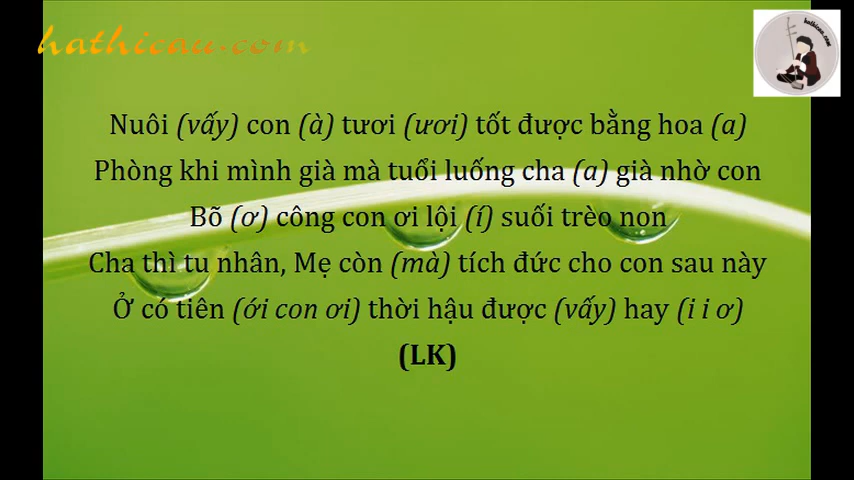 hathicau.com
hathicau.com
Nuôi (vấy) con (à) tươi (ươi) tốt được bằng hoa (a)
Phòng khi mình già mà tuổi luống cha (a) già nhờ con
Bõ (ơ) công con ơi lội (í) suối trèo non
Cha thì tu nhân, Mẹ còn (mà) tích đức cho con sau này
Ở có tiên (ới con ơi) thời hậu được (vấy) hay (i i ơ)
(LK)